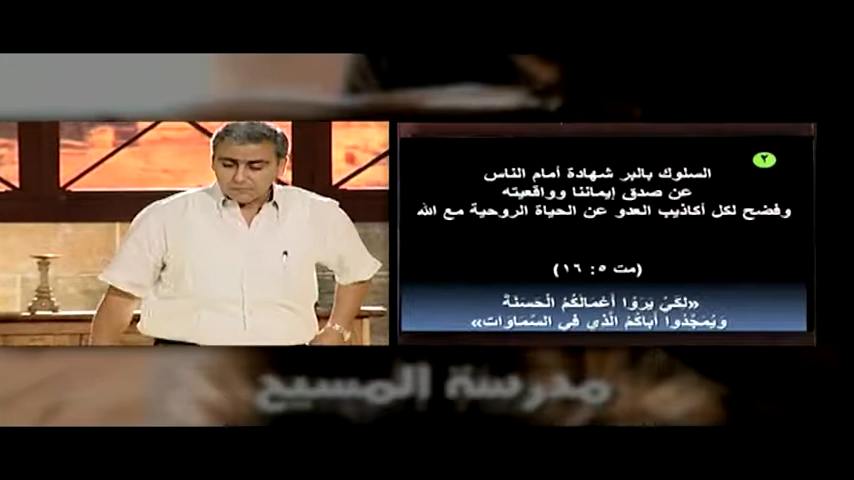 ٢
السلوك بالبر شهادة أمام الناس
عن صدق إيماننا وواقعيته
وفضح لكل أكاذيب العدو عن الحياة الروحية مع الله
(مت ٥: ١٦)
«لِكَيْ يَرَوْا أَعْمَالَكُمُ الْحَسَنَةَ
وَيُمَجِّدُوا أَبَاكُمُ الَّذِي فِي السَّمَاوَاتِ»
مدرسة المسيح